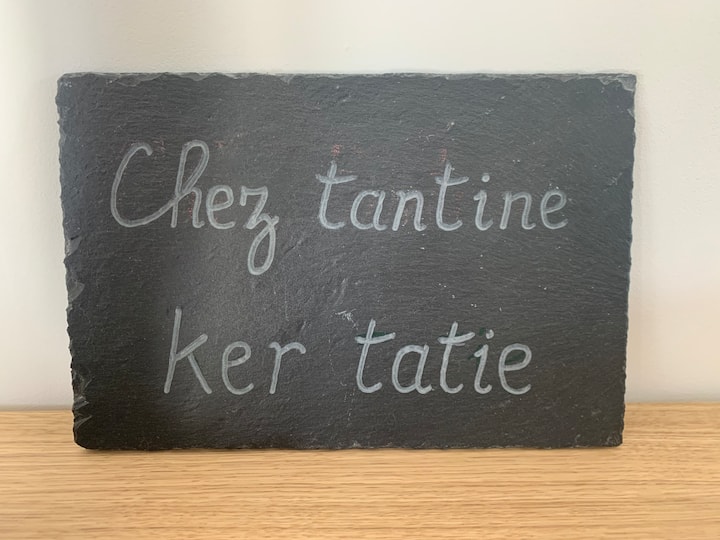 Chez tantine
ker tatie